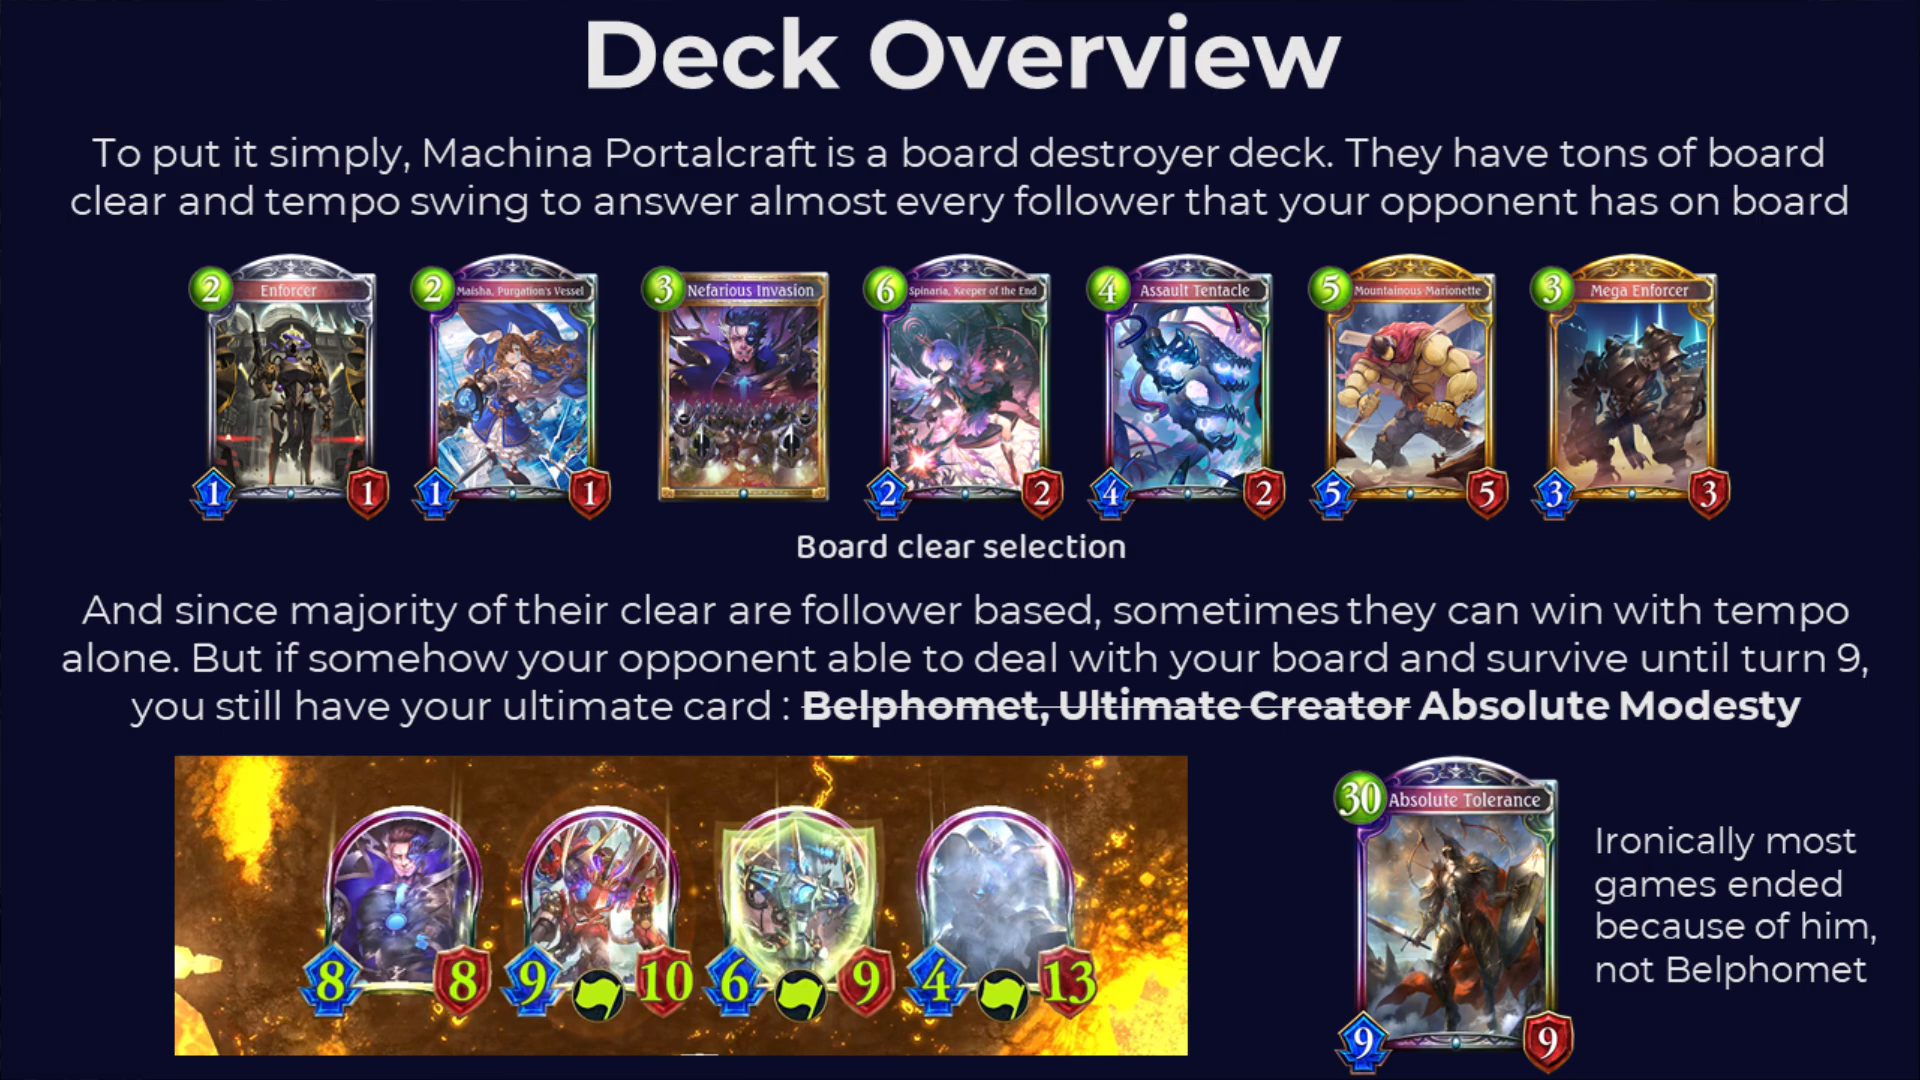 Deck Overview
To put it simply, Machina Portalcraft is a board destroyer deck. They have tons of board
clear and tempo swing to answer almost every follower that your opponent has on board
2 Enforcer 1 1
2 Maisha, Purgation's Vessel 1 1
3 Nefarious Invasion
6 Spinaria, Keeper of the End 2 2
4 Assault Tentacle 4 2
5 Mountainous Marionette 5 5
3 Mega Enforcer 3 3
Board clear selection
And since majority of their clear are follower based, sometimes they can win with tempo
alone. But if somehow your opponent able to deal with your board and survive until turn 9,
you still have your ultimate card : Belphomet, Ultimate Creator Absolute Modesty
8 8 9 10 6 9 4 13
30 Absolute Tolerance
9 9
Ironically most
games ended
because of him,
not Belphomet